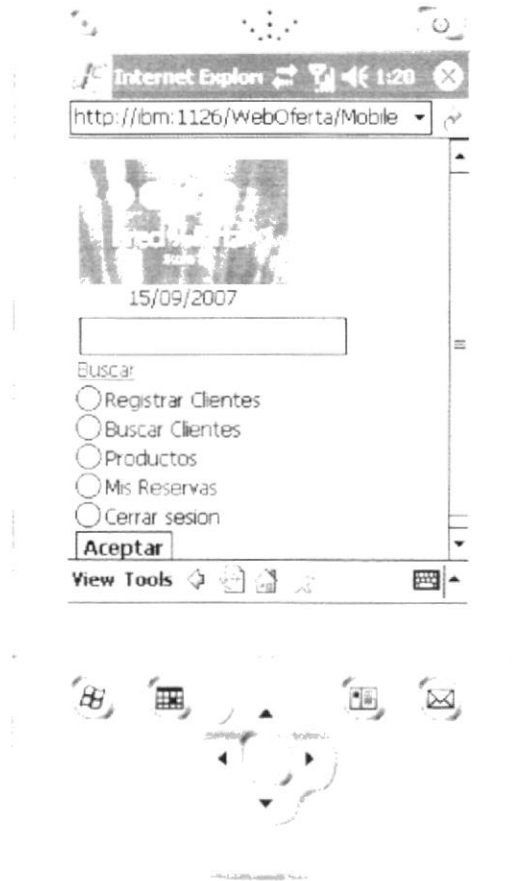 Internet Explor 1:20
http://ibm:1126/WebOferta/Mobile
15/09/2007
Buscar
Registrar Clientes
Buscar Clientes
Productos
Mis Reservas
Cerrar sesion
Aceptar
View Tools